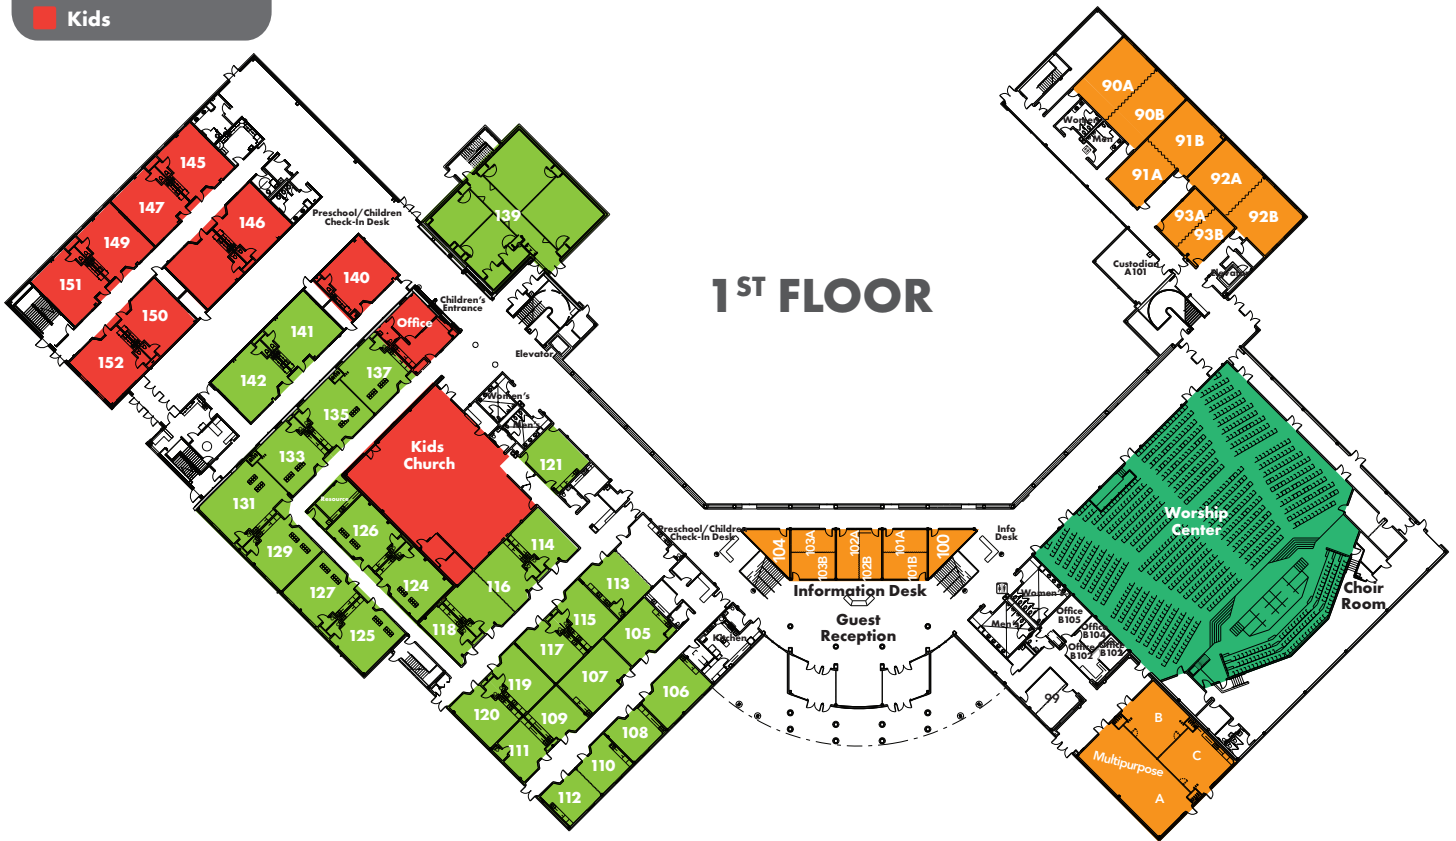 Kids
1ST FLOOR
90A
90B
91B
91A
92A
92B
93A
93B
Women's
Men
Custodian
A101
Elevator
145
147
146
149
151
150
152
Preschool/Children
Check-In Desk
139
140
Children's
Entrance
Office
141
142
Elevator
137
135
133
131
129
127
125
Women's
Men's
Kids
Church
121
Resource
126
124
118
116
114
113
115
117
119
120
105
107
109
111
106
108
110
112
Kitchen
Preschool/Children
Check-In Desk
104
103A
103B
102A
102B
101A
101B
100
Info
Desk
Information Desk
Guest
Reception
Worship
Center
Choir
Room
Women's
Men's
Office
B105
Office
B104
Office
B102
Office
B103
99
Multipurpose
A
B
C